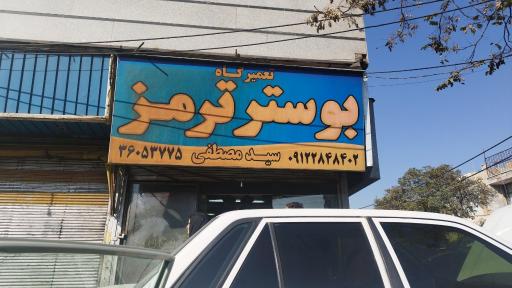 تعمیرگاه
بوستر ترمز
۰۹۱۲۲۸۴۸۴۰۲ سید مصطفی ۳۶۰۵۳۷۷۵